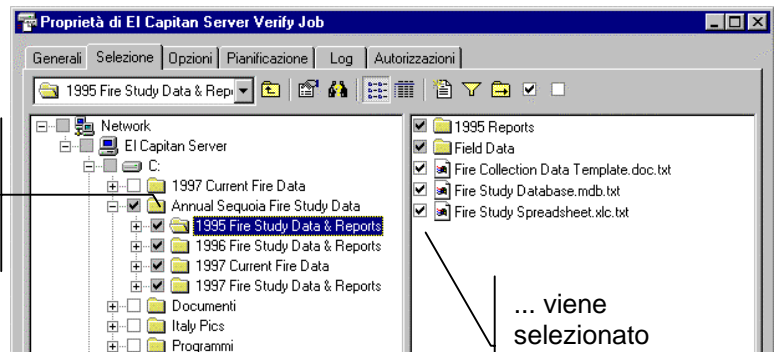 Proprietà di El Capitan Server Verify Job
Generali Selezione Opzioni Pianificazione Log Autorizzazioni
1995 Fire Study Data & Rep
Network
El Capitan Server
C:
1997 Current Fire Data
Annual Sequoia Fire Study Data
1995 Fire Study Data & Reports
1996 Fire Study Data & Reports
1997 Current Fire Data
1997 Fire Study Data & Reports
Documenti
Italy Pics
Programmi
1995 Reports
Field Data
Fire Collection Data Template.doc.txt
Fire Study Database.mdb.txt
Fire Study Spreadsheet.xlc.txt
... viene
selezionato